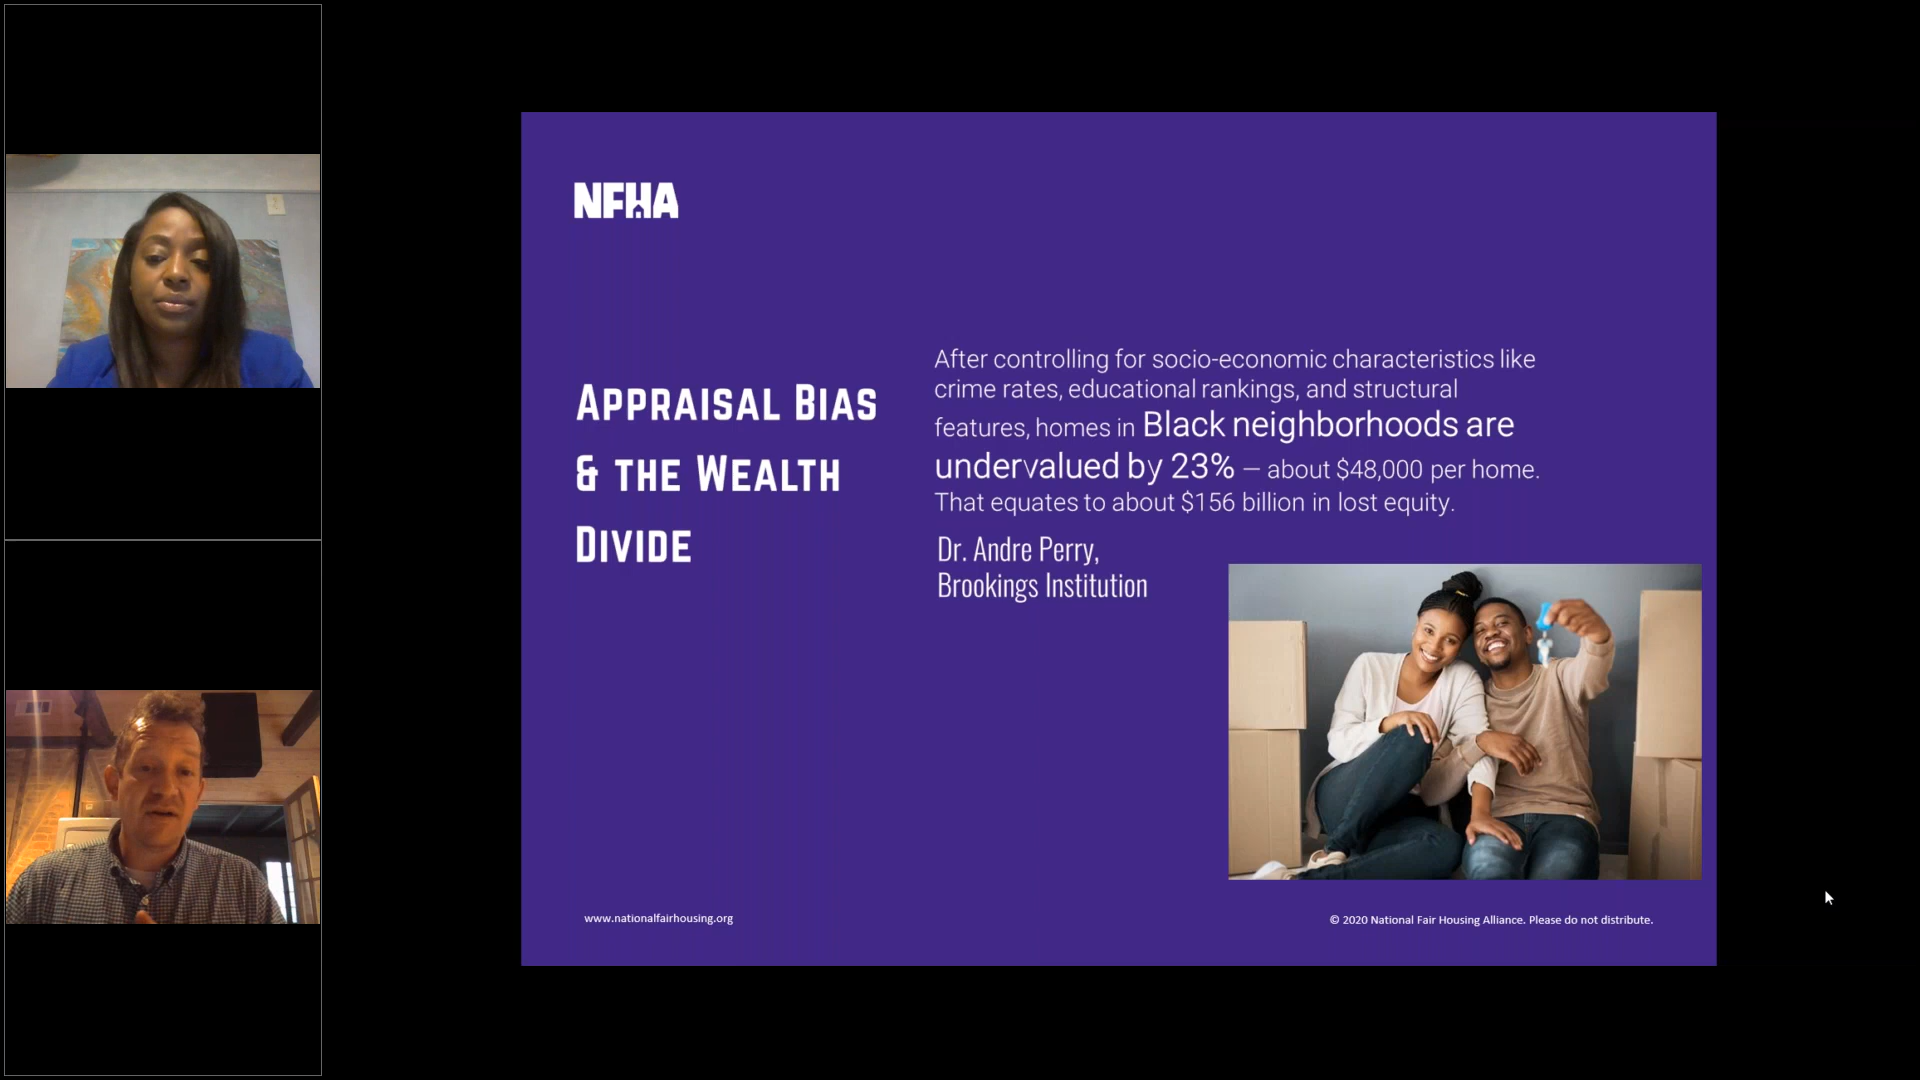 NFHA
APPRAISAL BIAS
& THE WEALTH
DIVIDE
After controlling for socio-economic characteristics like
crime rates, educational rankings, and structural
features, homes in Black neighborhoods are
undervalued by 23% – about $48,000 per home.
That equates to about $156 billion in lost equity.
Dr. Andre Perry,
Brookings Institution
www.nationalfairhousing.org
© 2020 National Fair Housing Alliance. Please do not distribute.